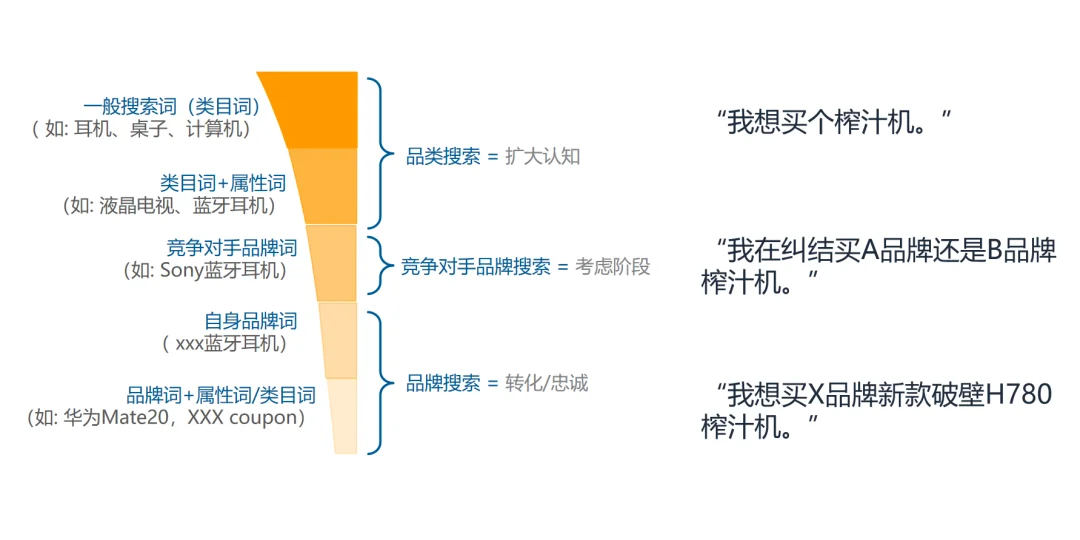 一般搜索词（类目词）
（ 如: 耳机、桌子、计算机）
类目词+属性词
（如: 液晶电视、蓝牙耳机）
品类搜索 = 扩大认知
“我想买个榨汁机。”
竞争对手品牌词
（如: Sony蓝牙耳机）
竞争对手品牌搜索 = 考虑阶段
“我在纠结买A品牌还是B品牌
榨汁机。”
自身品牌词
（ xxx蓝牙耳机）
品牌词+属性词/类目词
（如: 华为Mate20，XXX coupon）
品牌搜索 = 转化/忠诚
“我想买X品牌新款破壁H780
榨汁机。”